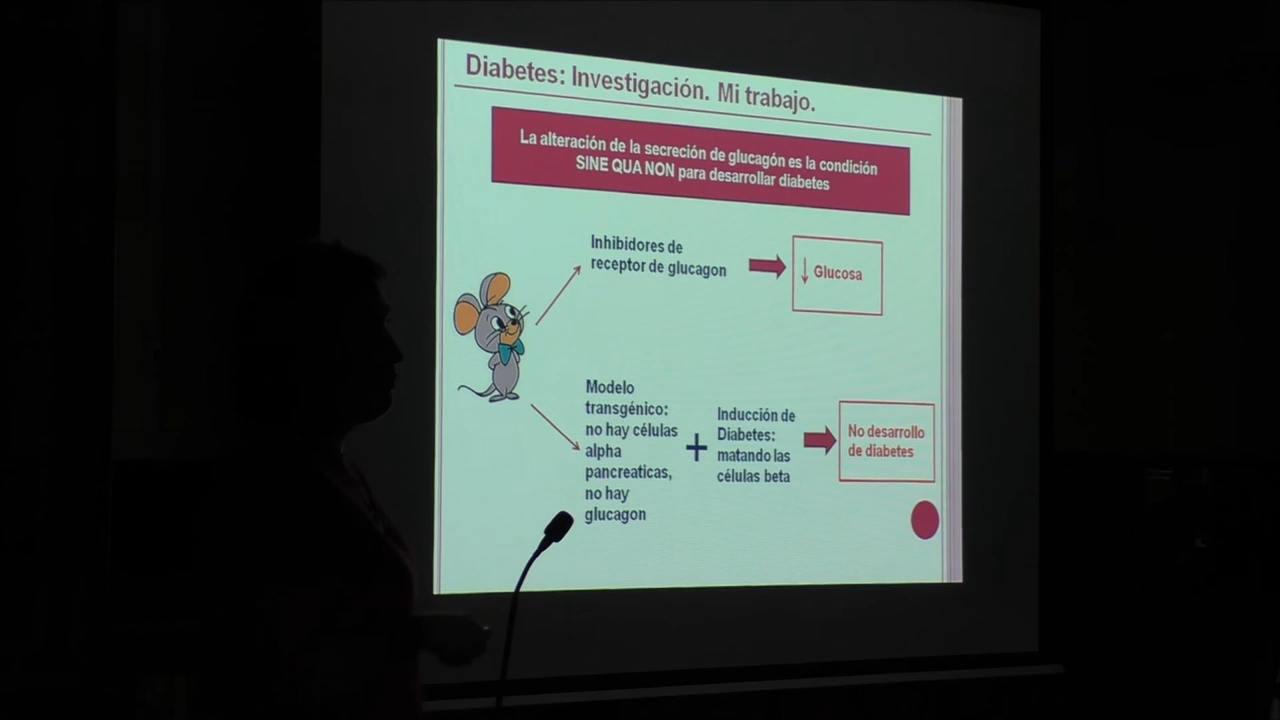 Diabetes: Investigación. Mi trabajo.
La alteración de la secreción de glucagón es la condición
SINE QUA NON para desarrollar diabetes
Inhibidores de
receptor de glucagon
↓ Glucosa
Modelo
transgénico:
no hay células
alpha
pancreaticas,
no hay
glucagon
+
Inducción de
Diabetes:
matando las
células beta
No desarrollo
de diabetes